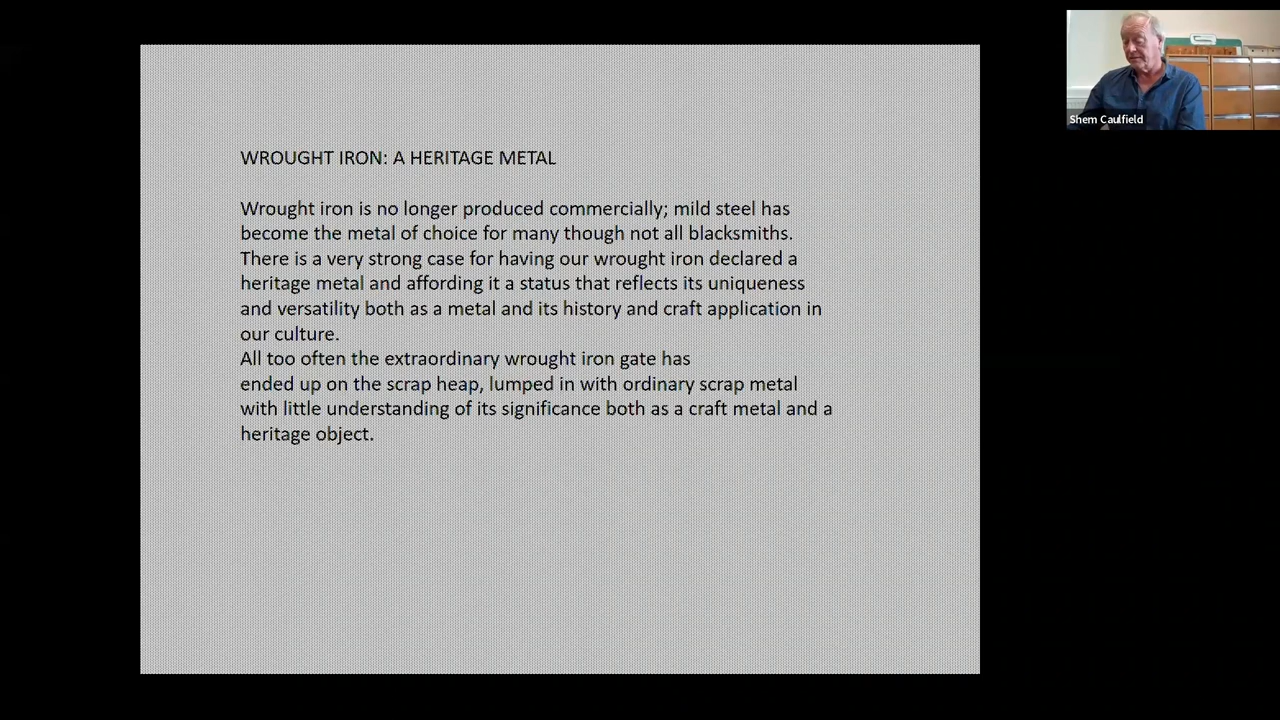 WROUGHT IRON: A HERITAGE METAL
Wrought iron is no longer produced commercially; mild steel has
become the metal of choice for many though not all blacksmiths.
There is a very strong case for having our wrought iron declared a
heritage metal and affording it a status that reflects its uniqueness
and versatility both as a metal and its history and craft application in
our culture.
All too often the extraordinary wrought iron gate has
ended up on the scrap heap, lumped in with ordinary scrap metal
with little understanding of its significance both as a craft metal and a
heritage object.
Shem Caulfield